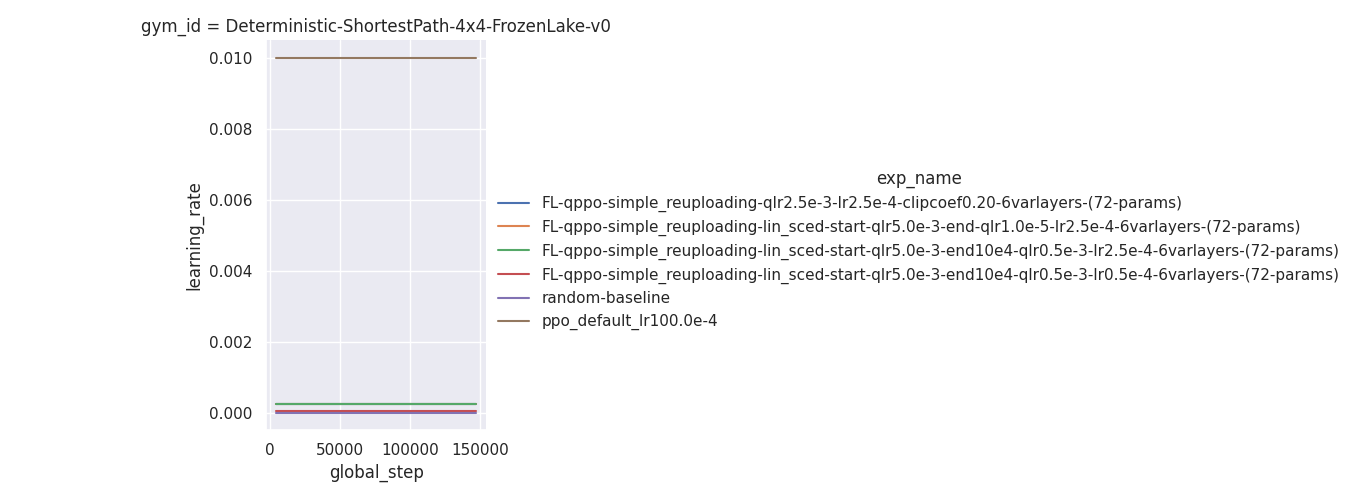 gym_id = Deterministic-ShortestPath-4x4-FrozenLake-v0
0.010
0.008
0.006
0.004
0.002
0.000
learning_rate
0
50000
100000
150000
global_step
exp_name
FL-qppo-simple_reuploading-qlr2.5e-3-lr2.5e-4-clipcoef0.20-6varlayers-(72-params)
FL-qppo-simple_reuploading-lin_sced-start-qlr5.0e-3-end-qlr1.0e-5-lr2.5e-4-6varlayers-(72-params)
FL-qppo-simple_reuploading-lin_sced-start-qlr5.0e-3-end10e4-qlr0.5e-3-lr2.5e-4-6varlayers-(72-params)
FL-qppo-simple_reuploading-lin_sced-start-qlr5.0e-3-end10e4-qlr0.5e-3-lr0.5e-4-6varlayers-(72-params)
random-baseline
ppo_default_lr100.0e-4